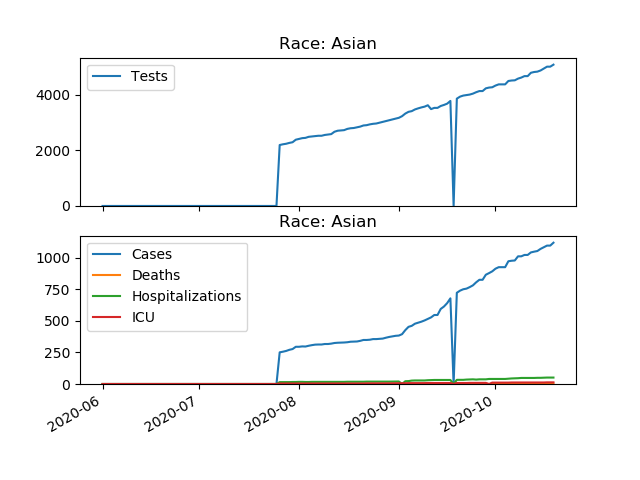 Race: Asian
Tests
4000
2000
0
Race: Asian
Cases
Deaths
Hospitalizations
ICU
1000
750
500
250
0
2020-06
2020-07
2020-08
2020-09
2020-10